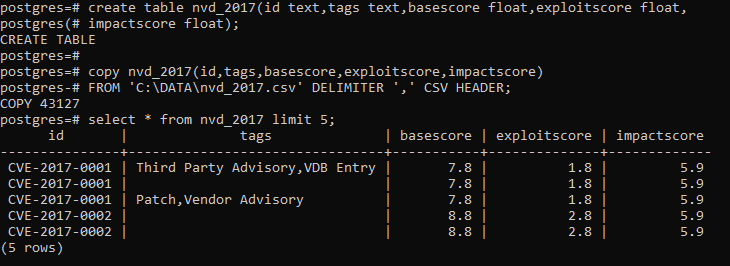 postgres=# create table nvd_2017(id text,tags text,basescore float,exploitscore float,
postgres(# impactscore float);
CREATE TABLE
postgres=#
postgres=# copy nvd_2017(id,tags,basescore,exploitscore,impactscore)
postgres-# FROM 'C:\DATA\nvd_2017.csv' DELIMITER ',' CSV HEADER;
COPY 43127
postgres=# select * from nvd_2017 limit 5;
      id       |              tags              | basescore | exploitscore | impactscore
---------------+--------------------------------+-----------+--------------+-------------
 CVE-2017-0001 | Third Party Advisory,VDB Entry |       7.8 |          1.8 |         5.9
 CVE-2017-0001 |                                |       7.8 |          1.8 |         5.9
 CVE-2017-0001 | Patch,Vendor Advisory          |       7.8 |          1.8 |         5.9
 CVE-2017-0002 |                                |       8.8 |          2.8 |         5.9
 CVE-2017-0002 |                                |       8.8 |          2.8 |         5.9
(5 rows)